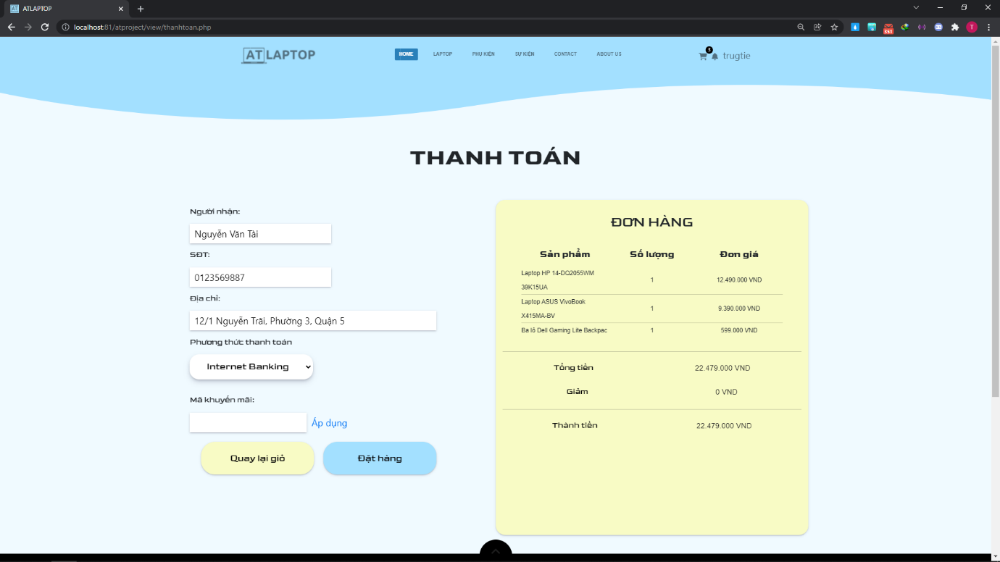 ATLAPTOP
localhost:81/atproject/view/thanhtoan.php
351
T
AT LAPTOP
HOME
LAPTOP
PHỤ KIỆN
SỰ KIỆN
CONTACT
ABOUT US
3
trugtie
THANH TOÁN
Người nhận:
Nguyễn Văn Tài
SĐT:
0123569887
Địa chỉ:
12/1 Nguyễn Trãi, Phường 3, Quận 5
Phương thức thanh toán
Internet Banking
Mã khuyến mãi:
Áp dụng
Quay lại giỏ
Đặt hàng
ĐƠN HÀNG
Sản phẩm Số lượng Đơn giá
Laptop HP 14-DQ2055WM
39K15UA
1
12.490.000 VND
Laptop ASUS VivoBook
X415MA-BV
1
9.390.000 VND
Ba lô Dell Gaming Lite Backpac 1 599.000 VND
Tổng tiền 22.479.000 VND
Giảm 0 VND
Thành tiền 22.479.000 VND